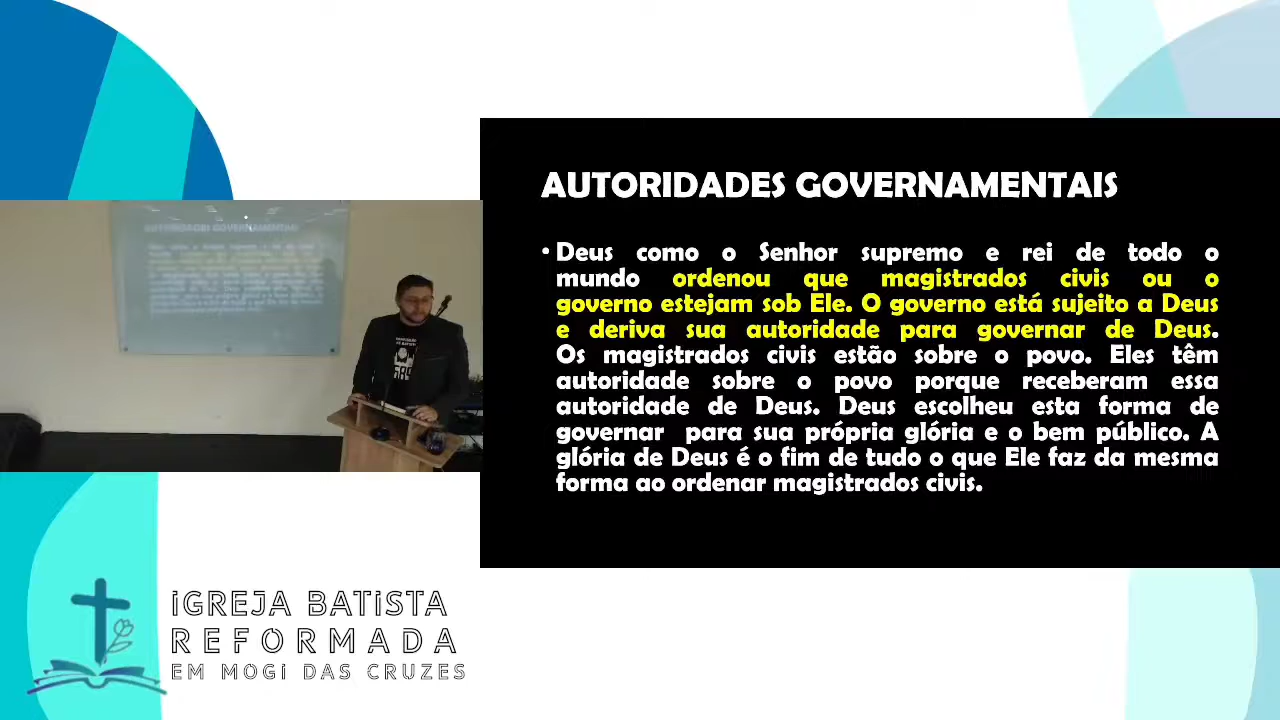 AUTORIDADES GOVERNAMENTAIS
• Deus como o Senhor supremo e rei de todo o
mundo ordenou que magistrados civis ou o
governo estejam sob Ele. O governo está sujeito a Deus
e deriva sua autoridade para governar de Deus.
Os magistrados civis estão sobre o povo. Eles têm
autoridade sobre o povo porque receberam essa
autoridade de Deus. Deus escolheu esta forma de
governar para sua própria glória e o bem público. A
glória de Deus é o fim de tudo o que Ele faz da mesma
forma ao ordenar magistrados civis.
iGREJA BATiSTA
REFORMADA
EM MOGi DAS CRUZES